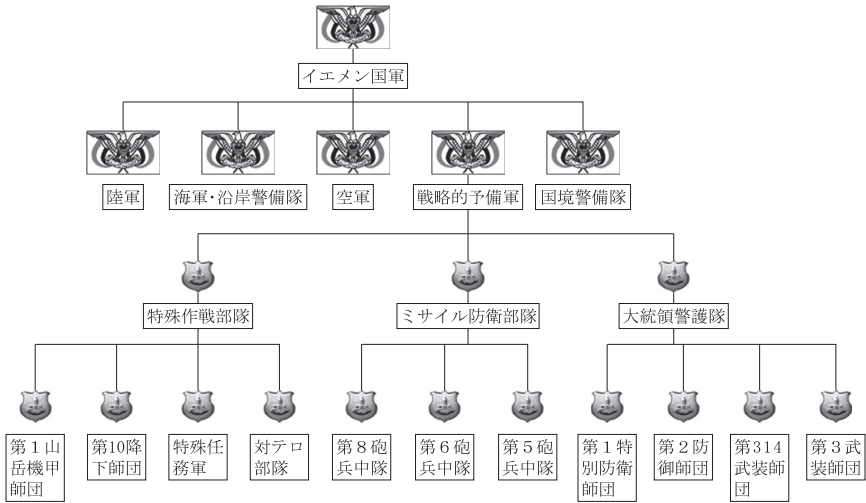 イエメン国軍
陸軍
海軍・沿岸警備隊
空軍
戦略的予備軍
国境警備隊
特殊作戦部隊
ミサイル防衛部隊
大統領警護隊
第１山
岳機甲
師団
第10降
下師団
特殊任
務軍
対テロ
部隊
第８砲
兵中隊
第６砲
兵中隊
第５砲
兵中隊
第１特
別防衛
師団
第２防
御師団
第314
武装師
団
第３武
装師団